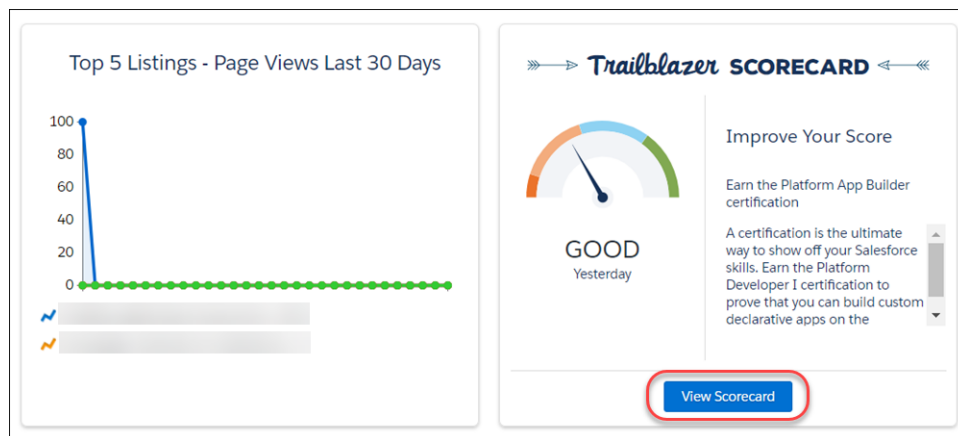 Top 5 Listings - Page Views Last 30 Days
100
80
60
40
20
0
Trailblazer SCORECARD
GOOD
Yesterday
Improve Your Score
Earn the Platform App Builder
certification
A certification is the ultimate
way to show off your Salesforce
skills. Earn the Platform
Developer I certification to
prove that you can build custom
declarative apps on the
View Scorecard